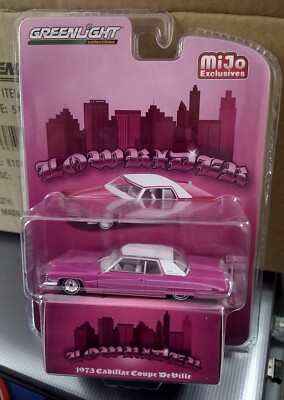 GREENLIGHT
collectibles
MiJo
Exclusives
LOWRIDER
LOWRIDER
1973 Cadillac Coupe DeVille